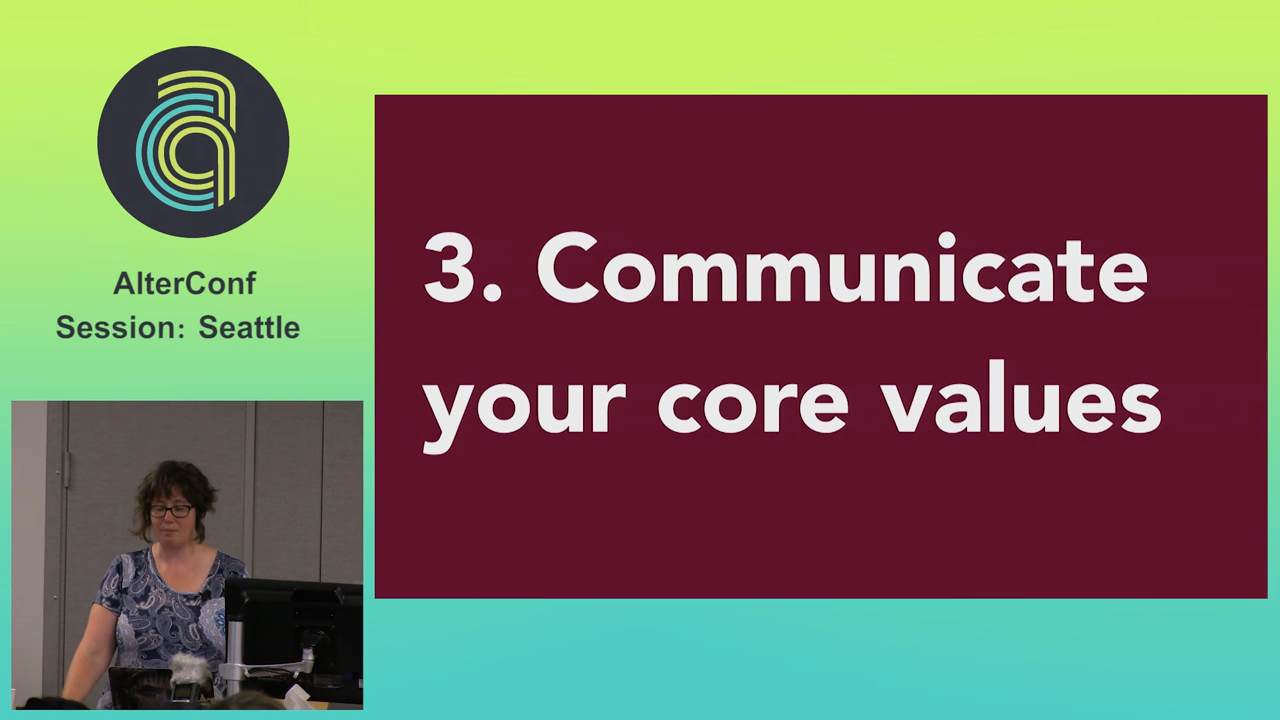 AlterConf
Session: Seattle
3. Communicate
your core values